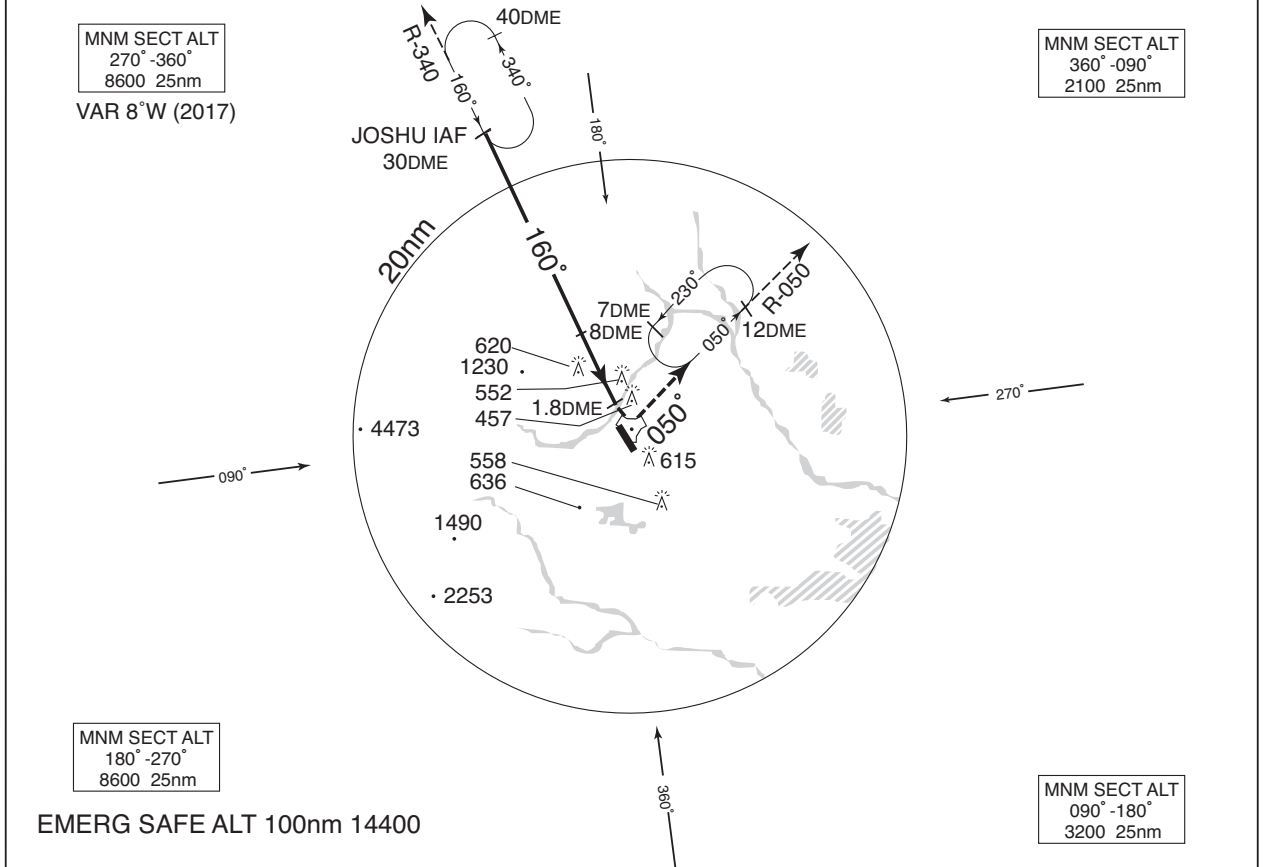 MNM SECT ALT
270˚-360˚
8600 25nm
VAR 8˚W (2017)
40DME
R-340
340˚
160˚
JOSHU IAF
30DME
180˚
MNM SECT ALT
360˚-090˚
2100 25nm
20nm
160˚
230˚
R-050
7DME
8DME
050˚
12DME
620
1230
552
1.8DME
457
050˚
4473
270˚
558
636
615
090˚
1490
2253
MNM SECT ALT
180˚-270˚
8600 25nm
EMERG SAFE ALT 100nm 14400
360˚
MNM SECT ALT
090˚-180˚
3200 25nm